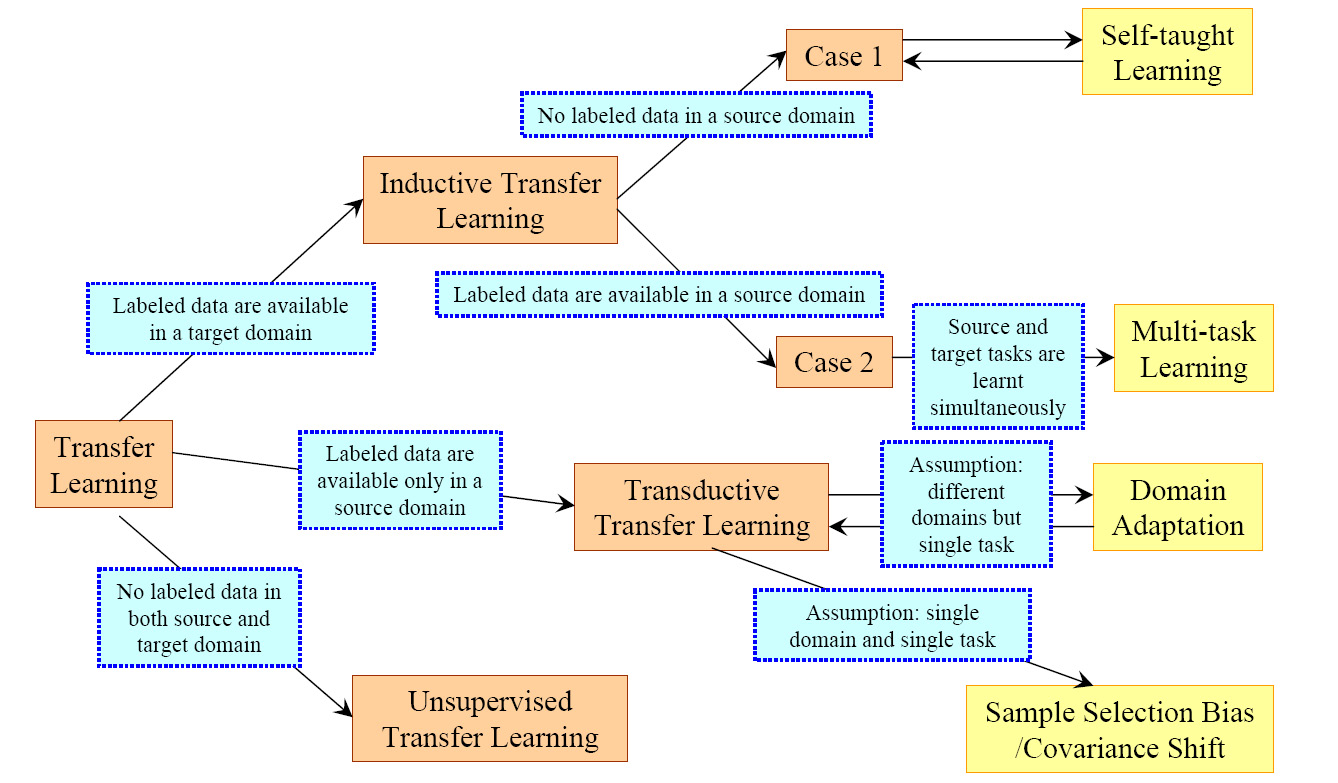 Case 1
Self-taught
Learning
No labeled data in a source domain
Inductive Transfer
Learning
Labeled data are available
in a target domain
Labeled data are available in a source domain
Case 2
Source and
target tasks are
learnt
simultaneously
Multi-task
Learning
Transfer
Learning
Labeled data are
available only in a
source domain
Transductive
Transfer Learning
Assumption:
different
domains but
single task
Domain
Adaptation
No labeled data in
both source and
target domain
Assumption: single
domain and single task
Unsupervised
Transfer Learning
Sample Selection Bias
/Covariance Shift